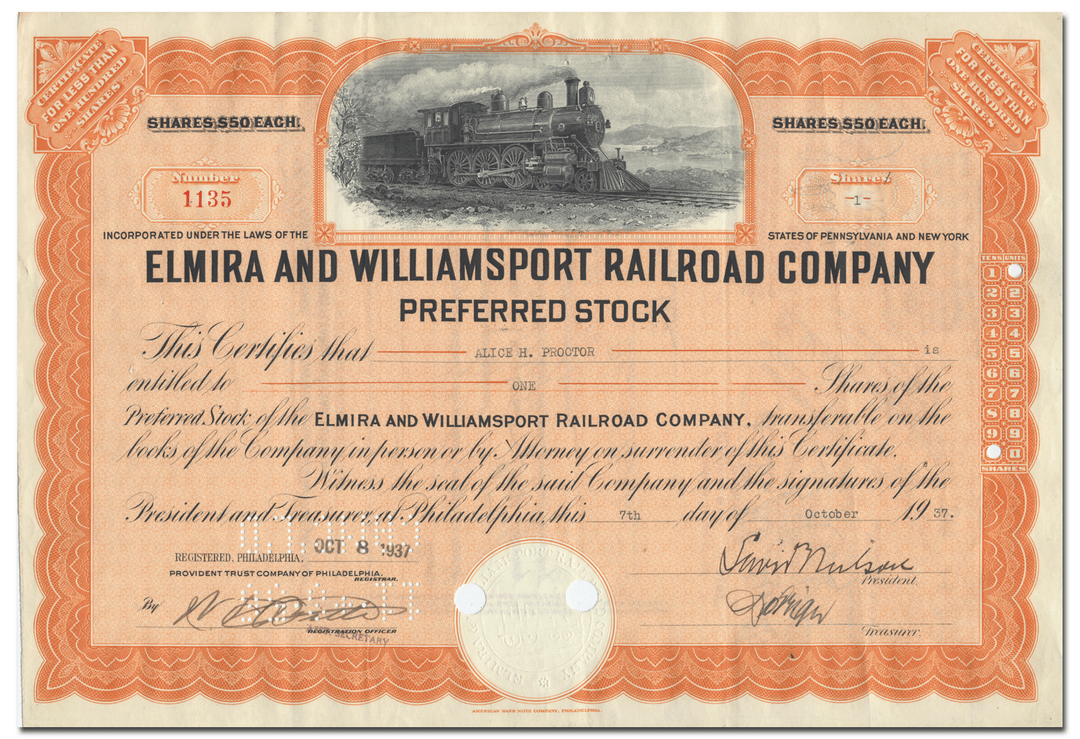 CERTIFICATE FOR LESS THAN ONE HUNDRED SHARES
CERTIFICATE FOR LESS THAN ONE HUNDRED SHARES
SHARES $50 EACH.
SHARES $50 EACH.
Number
1135
Shares
-1-
INCORPORATED UNDER THE LAWS OF THE STATES OF PENNSYLVANIA AND NEW YORK
ELMIRA AND WILLIAMSPORT RAILROAD COMPANY
PREFERRED STOCK
This Certifies that ALICE H. PROCTOR is
entitled to ONE Shares of the
Preferred Stock of the ELMIRA AND WILLIAMSPORT RAILROAD COMPANY, transferable on the
books of the Company in person or by Attorney on surrender of this Certificate.
Witness the seal of the said Company and the signatures of the
President and Treasurer, at Philadelphia, this 7th day of October 1937.
TENS UNITS
1
2 2
3 3
4 4
5 5
6 6
7 7
8 8
9 9
0
SHARES
REGISTERED, PHILADELPHIA, OCT 8 1937
PROVIDENT TRUST COMPANY OF PHILADELPHIA,
REGISTRAR.
By
REGISTRATION OFFICER
SECRETARY
President.
Treasurer.
AMERICAN BANK NOTE COMPANY, PHILADELPHIA.